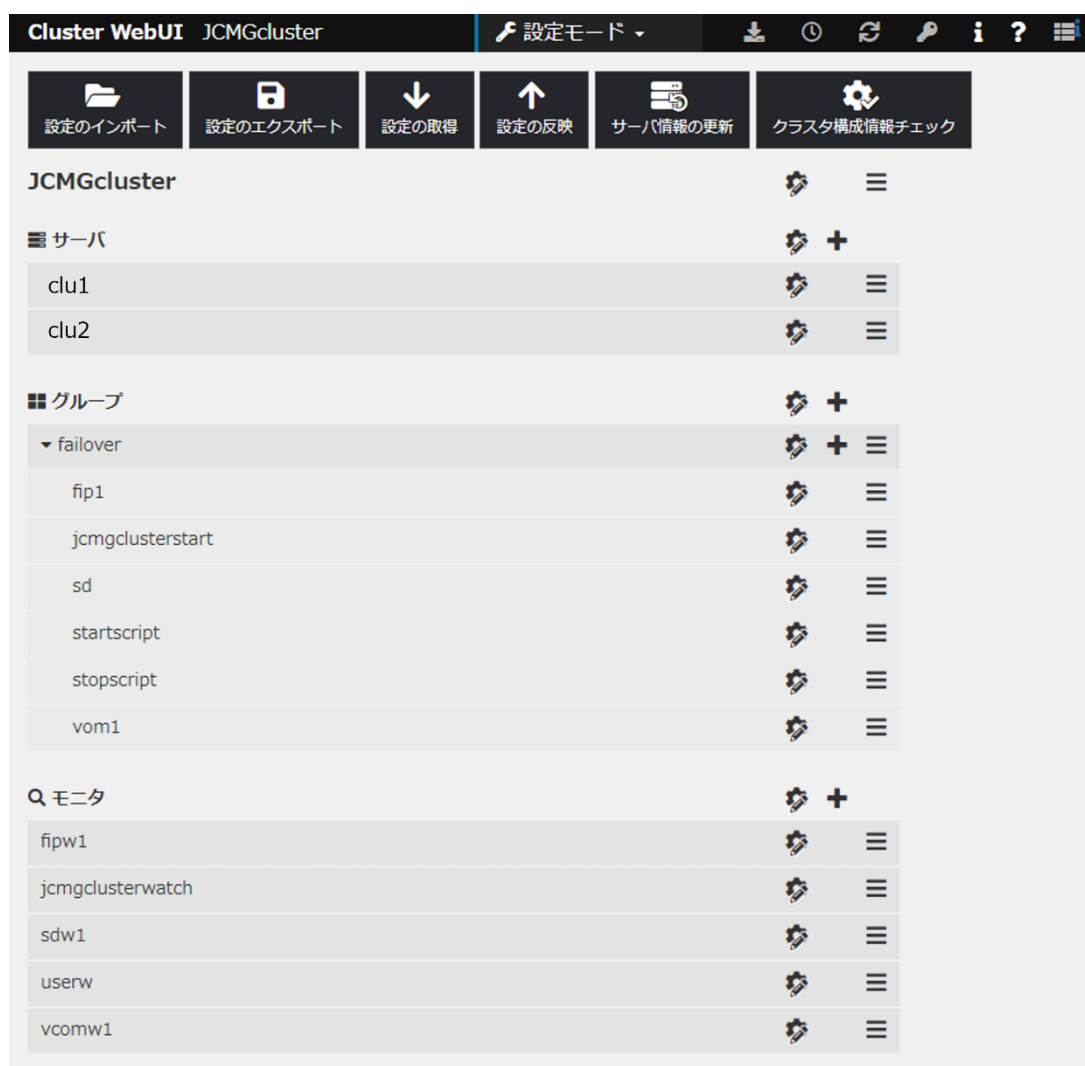 Cluster WebUI JCMGcluster 設定モード
設定のインポート 設定のエクスポート 設定の取得 設定の反映 サーバ情報の更新 クラスタ構成情報チェック
JCMGcluster
サーバ
clu1
clu2
グループ
failover
fip1
jcmgclusterstart
sd
startscript
stopscript
vom1
モニタ
fipw1
jcmgclusterwatch
sdw1
userw
vcomw1